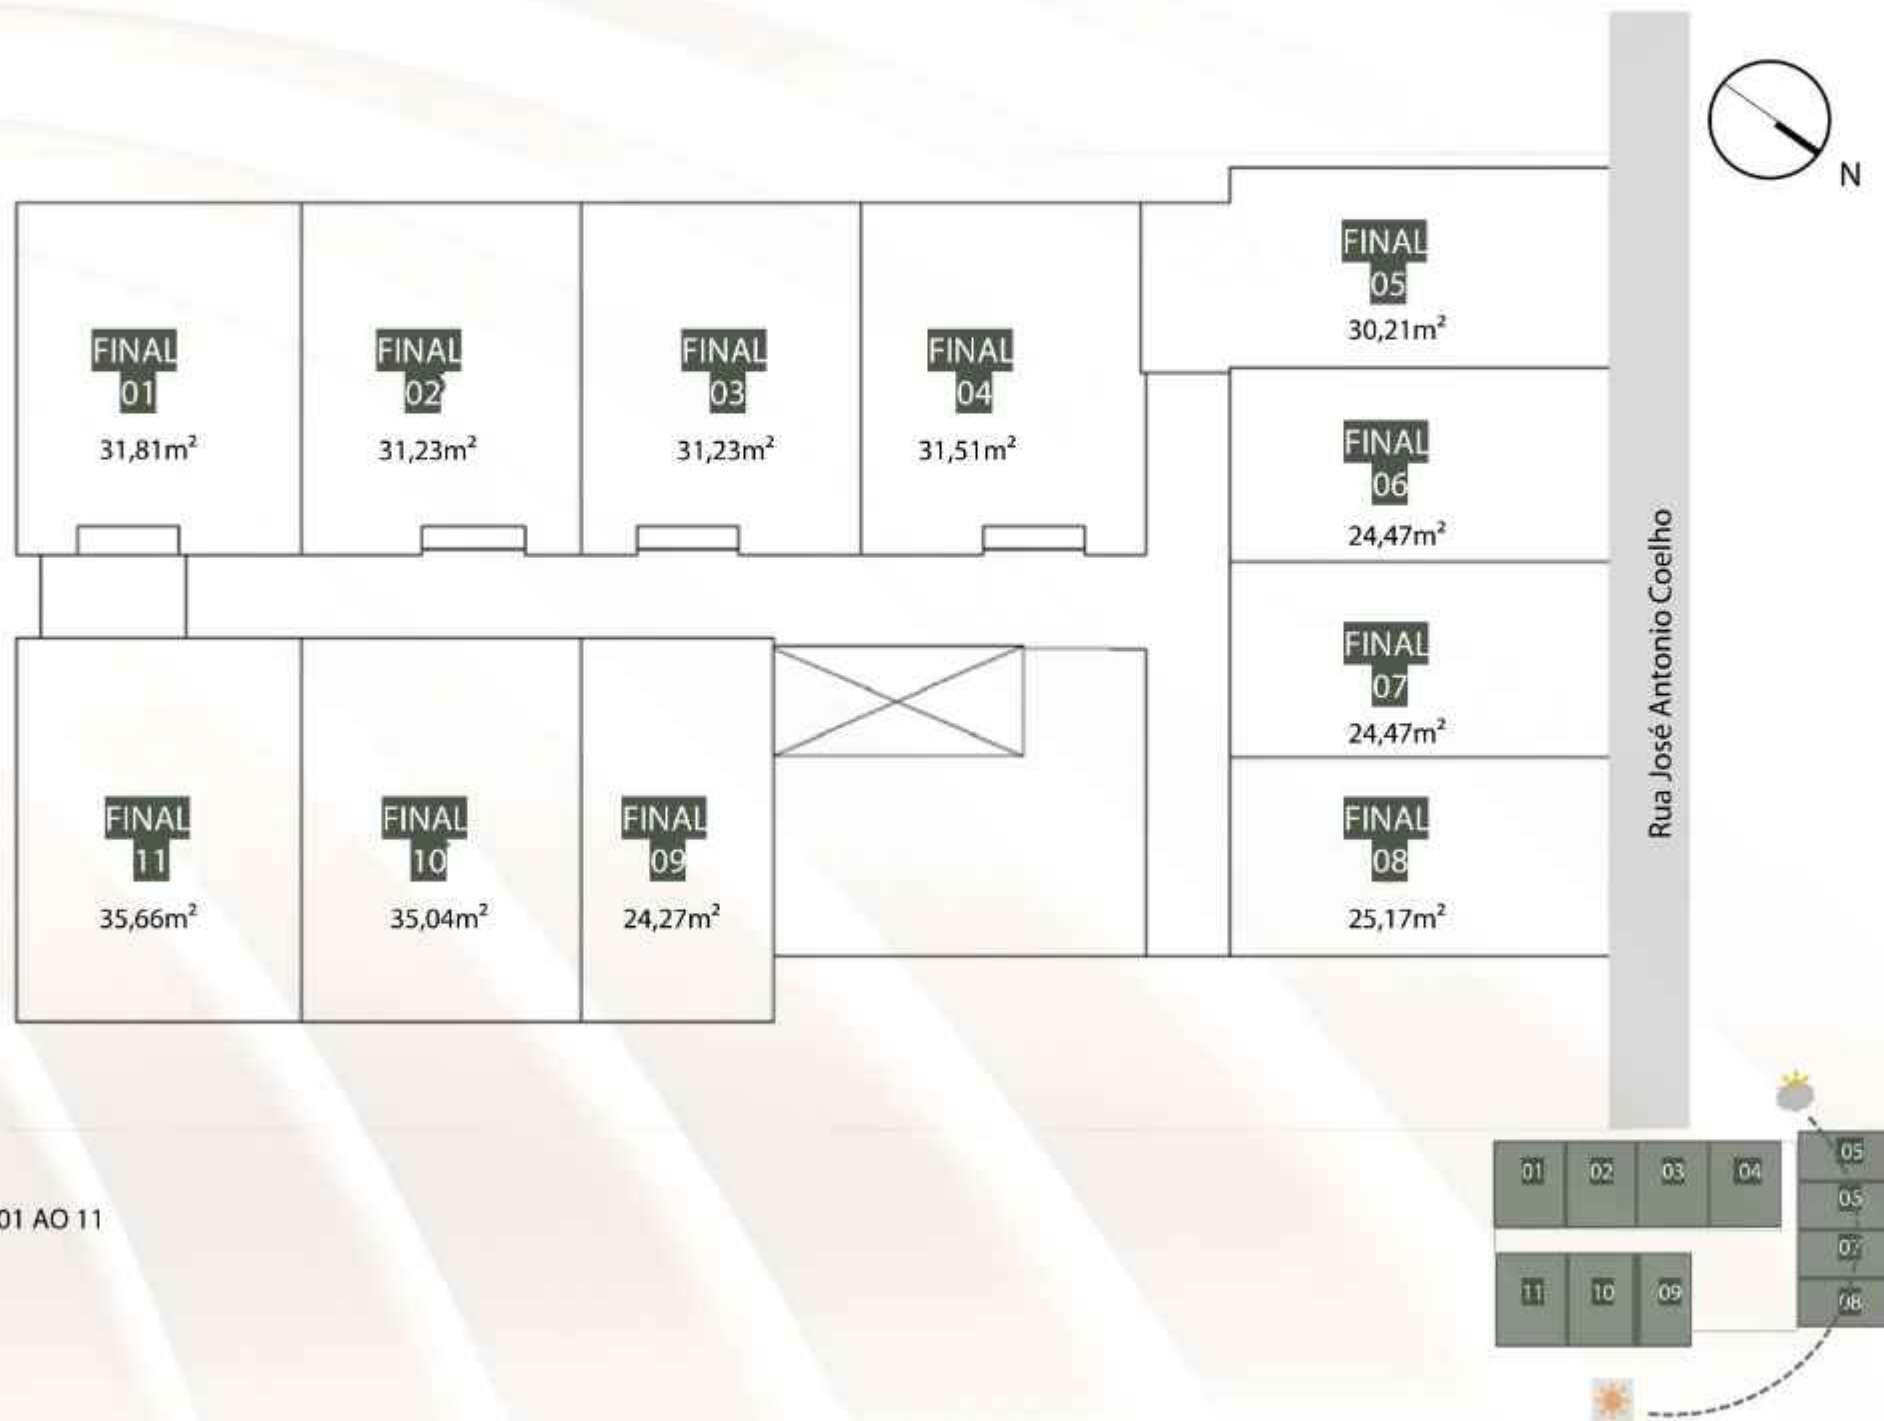 N
FINAL
01
31,81m²
FINAL
02
31,23m²
FINAL
03
31,23m²
FINAL
04
31,51m²
FINAL
05
30,21m²
FINAL
06
24,47m²
FINAL
07
24,47m²
FINAL
08
25,17m²
Rua José Antonio Coelho
FINAL
11
35,66m²
FINAL
10
35,04m²
FINAL
09
24,27m²
01 AO 11
01 02 03 04
05
05
07
08
11 10 09